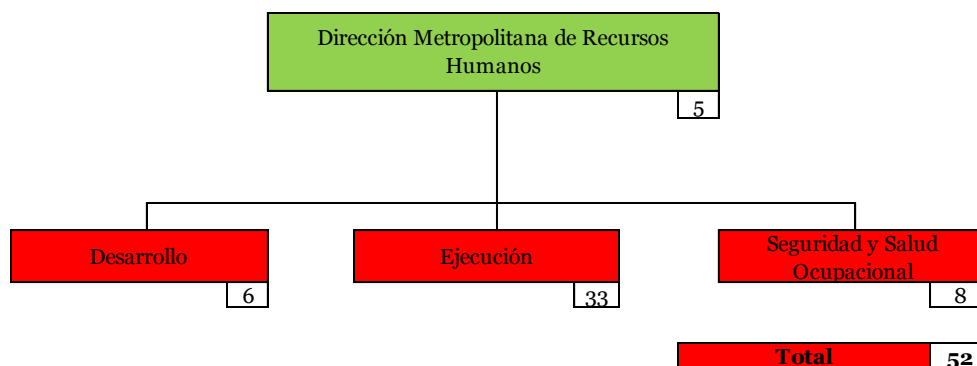 Dirección Metropolitana de Recursos
Humanos
5
Desarrollo
6
Ejecución
33
Seguridad y Salud
Ocupacional
8
Total 52